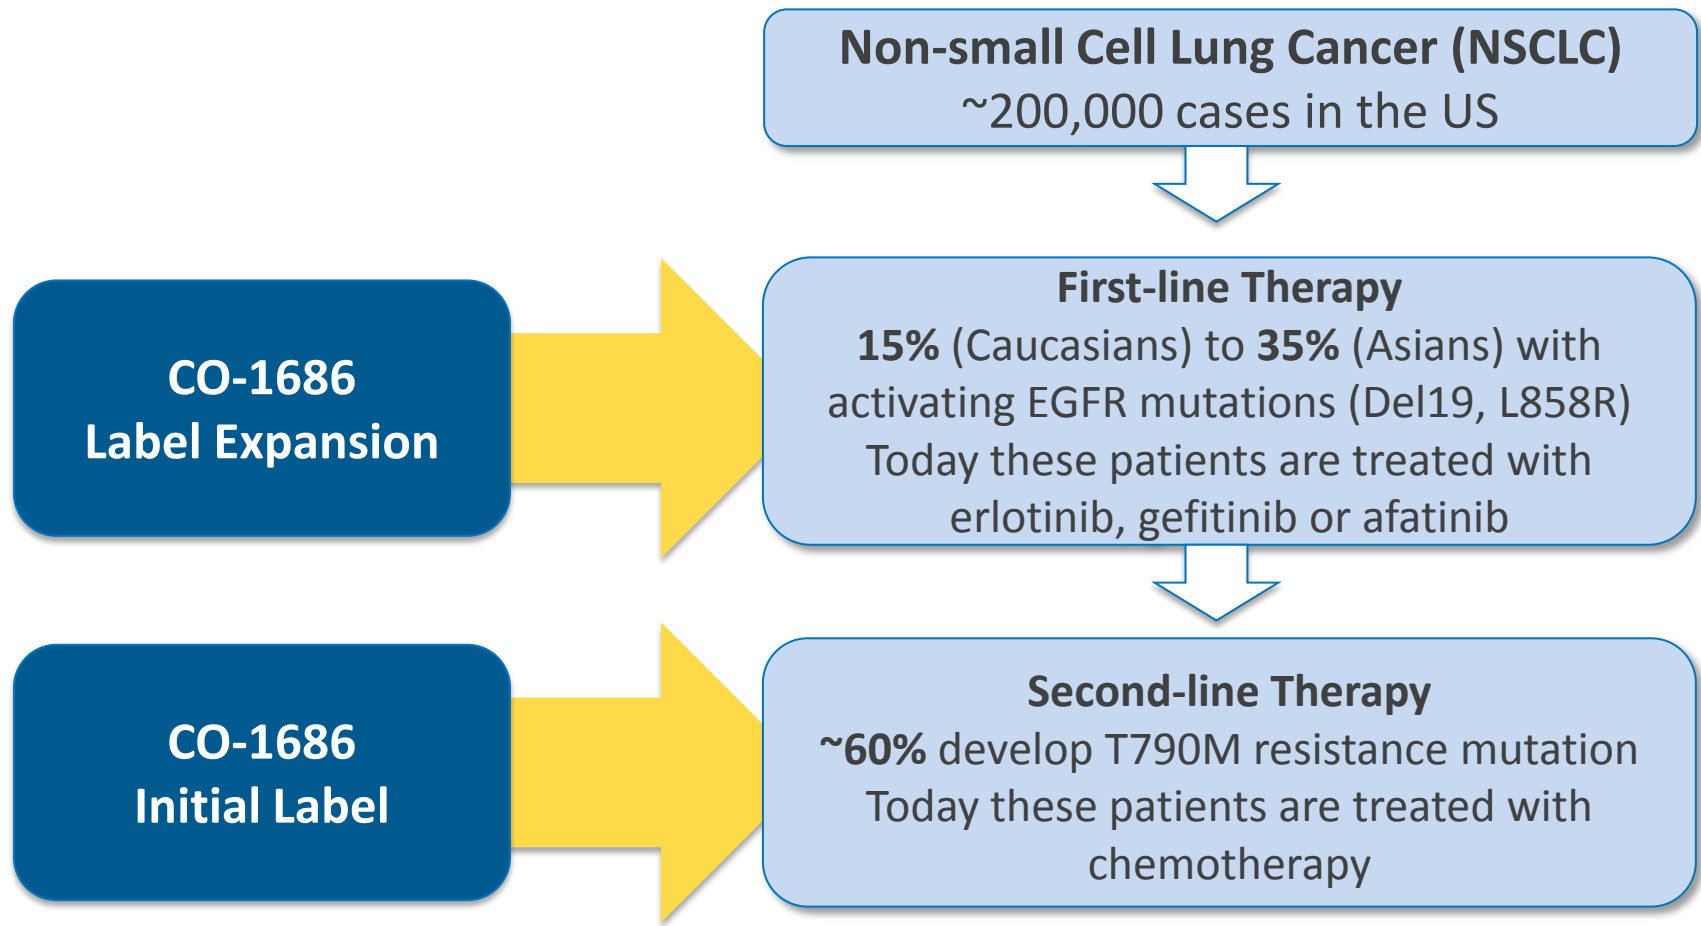 Non-small Cell Lung Cancer (NSCLC)
~200,000 cases in the US
CO-1686
Label Expansion
First-line Therapy
15% (Caucasians) to 35% (Asians) with
activating EGFR mutations (Del19, L858R)
Today these patients are treated with
erlotinib, gefitinib or afatinib
CO-1686
Initial Label
Second-line Therapy
~60% develop T790M resistance mutation
Today these patients are treated with
chemotherapy